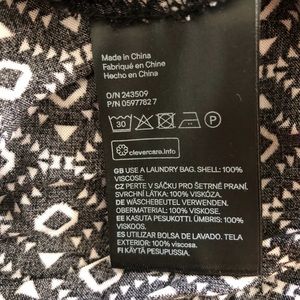 Made in China
Fabriqué en Chine
Hecho en China
O/N 243509
P/N 05977827
30
P
clevercare.info
GB USE A LAUNDRY BAG. SHELL: 100%
VISCOSE.
CZ PERTE V SÁČKU PRO ŠETRNÉ PRANÍ.
SVRCHNÍ LÁTKA: 100% VISKÓZA.
DE WÄSCHEBEUTEL VERWENDEN.
OBERMATERIAL: 100% VISKOSE.
EE KASUTA PESUKOTTI. ÜMBRIS: 100%
VISKOOS.
ES UTILIZAR BOLSA DE LAVADO. TELA
EXTERIOR: 100% viscosa.
FI KÄYTÄ PESUPUSSIA.